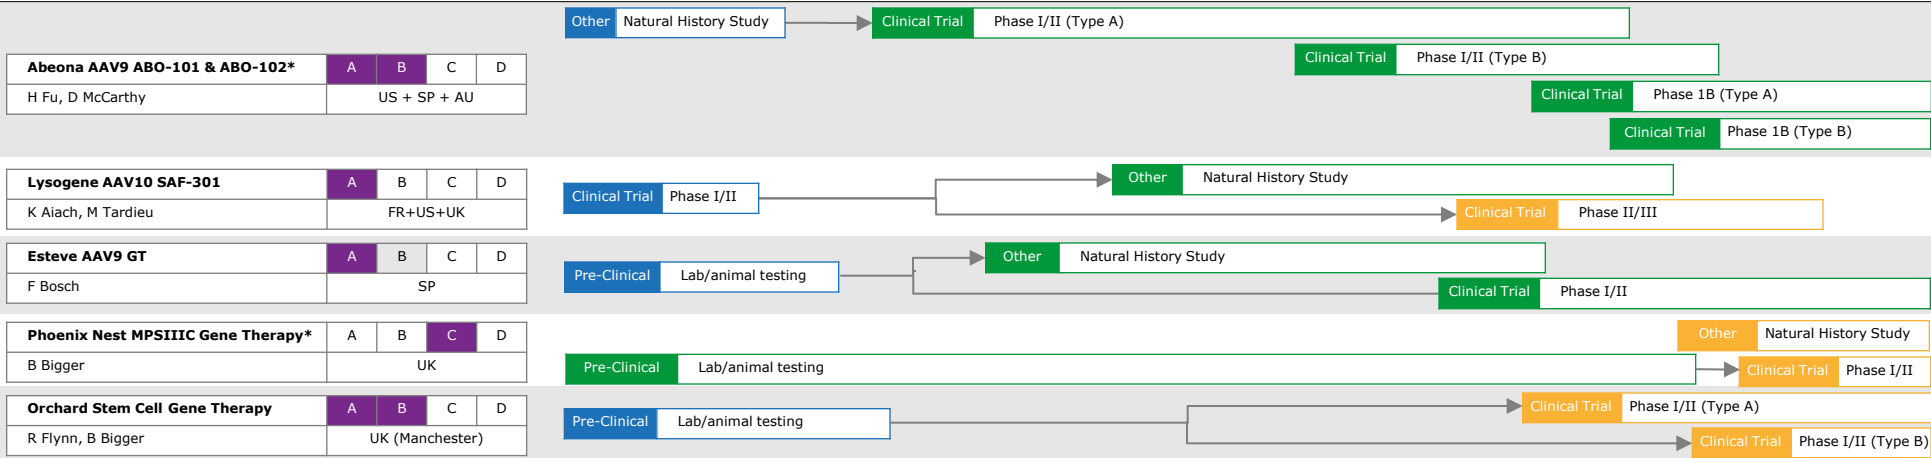 Other Natural History Study Clinical Trial Phase I/II (Type A)
Clinical Trial Phase I/II (Type B)
Abeona AAV9 ABO-101 & ABO-102* A B C D
H Fu, D McCarthy US + SP + AU
Clinical Trial Phase 1B (Type A)
Clinical Trial Phase 1B (Type B)
Lysogene AAV10 SAF-301 A B C D
K Aiach, M Tardieu FR+US+UK
Clinical Trial Phase I/II
Other Natural History Study
Clinical Trial Phase II/III
Esteve AAV9 GT A B C D
F Bosch SP
Pre-Clinical Lab/animal testing
Other Natural History Study
Clinical Trial Phase I/II
Phoenix Nest MPSIIIC Gene Therapy* A B C D
B Bigger UK
Other Natural History Study
Pre-Clinical Lab/animal testing
Clinical Trial Phase I/II
Orchard Stem Cell Gene Therapy A B C D
R Flynn, B Bigger UK (Manchester)
Pre-Clinical Lab/animal testing
Clinical Trial Phase I/II (Type A)
Clinical Trial Phase I/II (Type B)